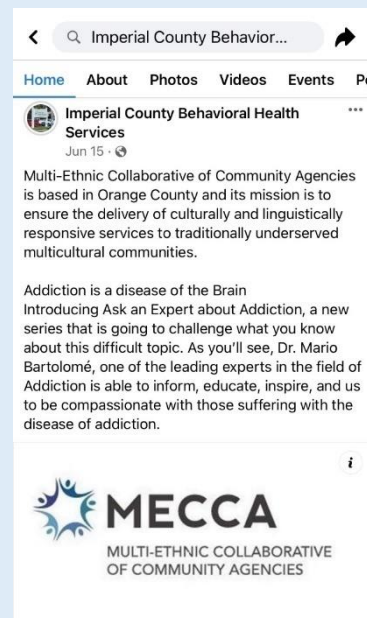 Imperial County Behavior...
Home About Photos Videos Events
Imperial County Behavioral Health
Services
Jun 15
Multi-Ethnic Collaborative of Community Agencies
is based in Orange County and its mission is to
ensure the delivery of culturally and linguistically
responsive services to traditionally underserved
multicultural communities.
Addiction is a disease of the Brain
Introducing Ask an Expert about Addiction, a new
series that is going to challenge what you know
about this difficult topic. As you'll see, Dr. Mario
Bartolomé, one of the leading experts in the field of
Addiction is able to inform, educate, inspire, and us
to be compassionate with those suffering with the
disease of addiction.
i
MECCA
MULTI-ETHNIC COLLABORATIVE
OF COMMUNITY AGENCIES